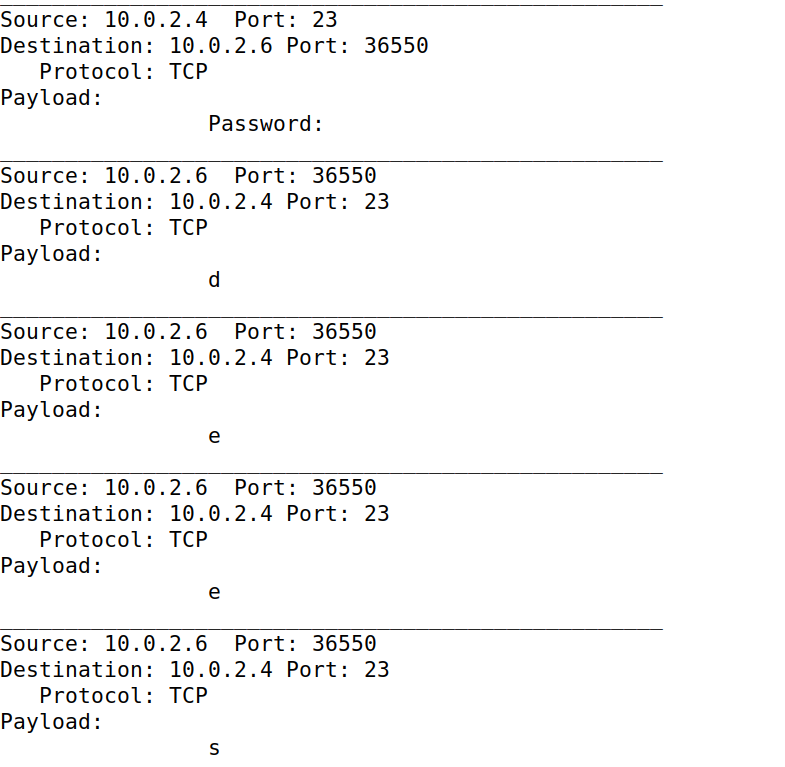 Source: 10.0.2.4  Port: 23
Destination: 10.0.2.6 Port: 36550
   Protocol: TCP
Payload:
                Password:
Source: 10.0.2.6  Port: 36550
Destination: 10.0.2.4 Port: 23
   Protocol: TCP
Payload:
                d
Source: 10.0.2.6  Port: 36550
Destination: 10.0.2.4 Port: 23
   Protocol: TCP
Payload:
                e
Source: 10.0.2.6  Port: 36550
Destination: 10.0.2.4 Port: 23
   Protocol: TCP
Payload:
                e
Source: 10.0.2.6  Port: 36550
Destination: 10.0.2.4 Port: 23
   Protocol: TCP
Payload:
                s